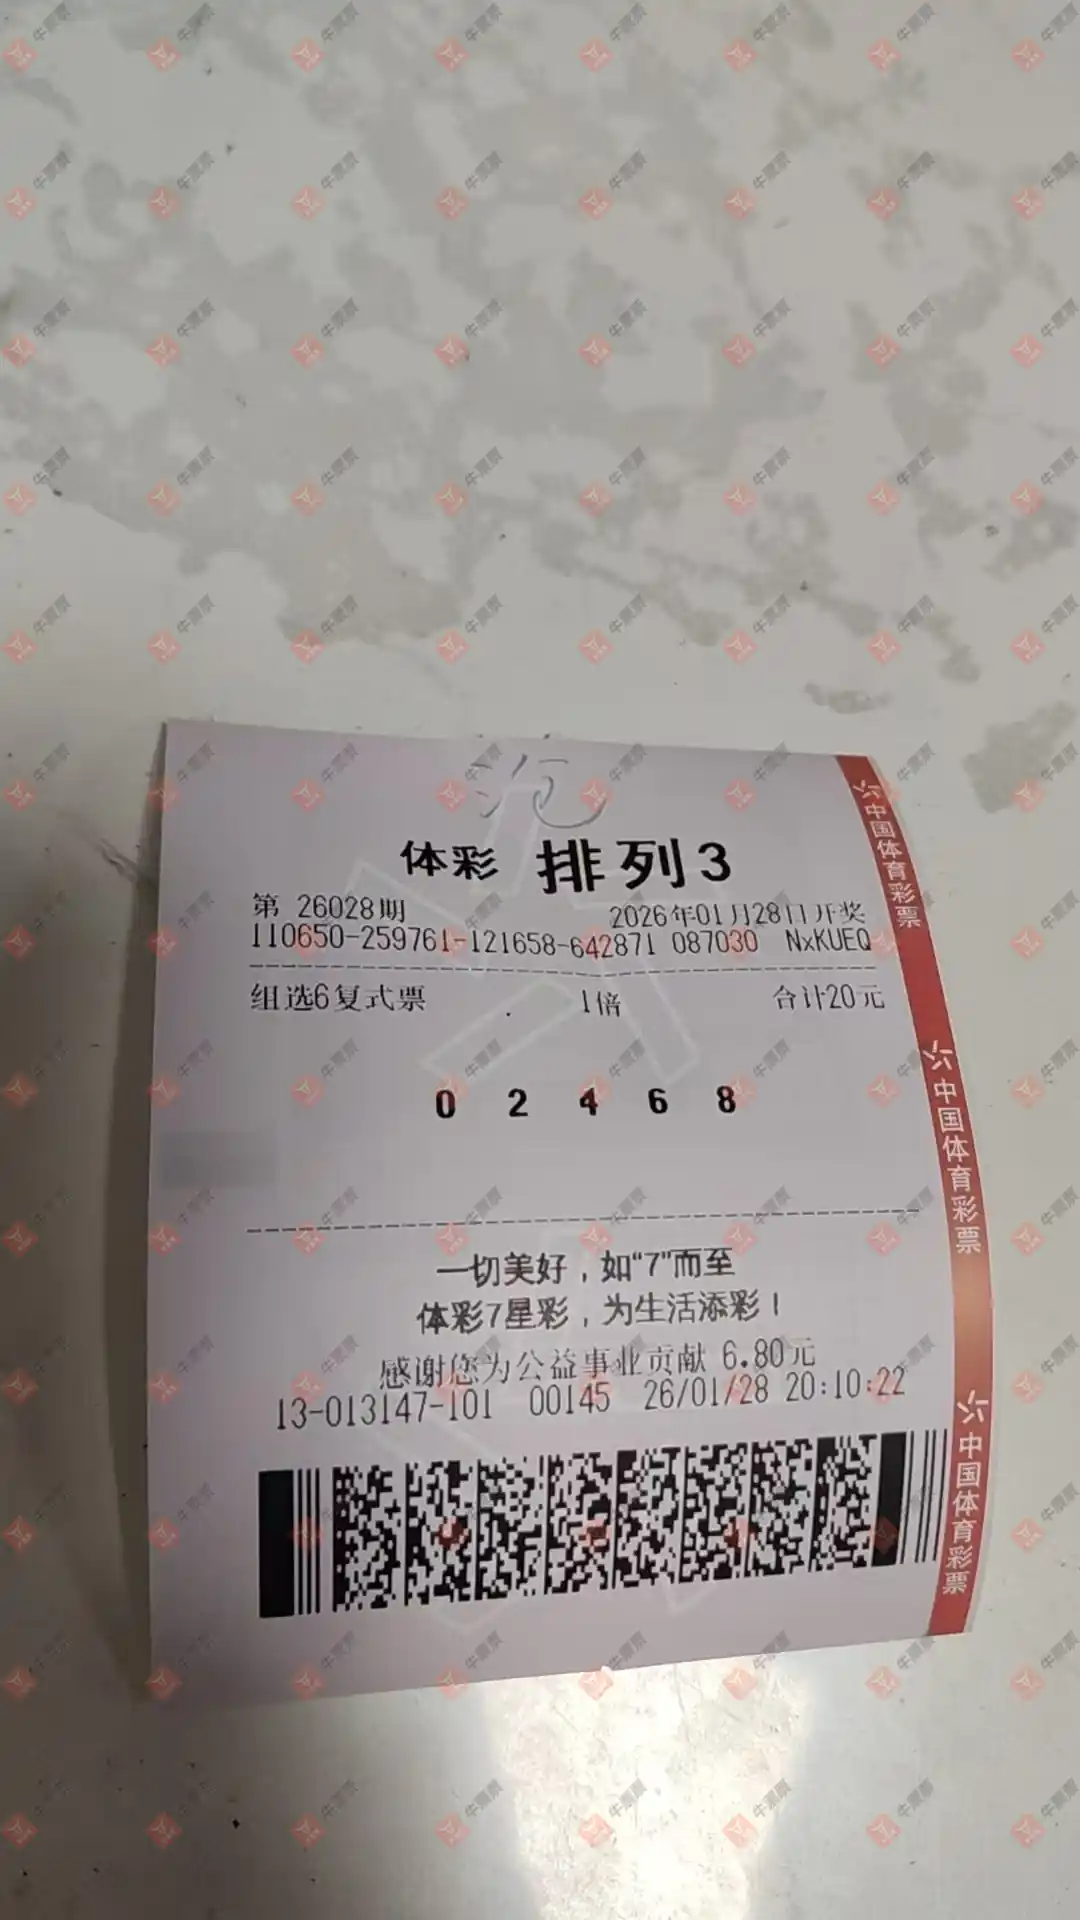 沅
体彩 排列3
第 26028期 2026年01月28日开奖
110650-259761-121658-642871 087030 NxKUEQ
组选6复式票 1倍 合计20元
0 2 4 6 8
一切美好，如“7”而至
体彩7星彩，为生活添彩！
感谢您为公益事业贡献 6.80元
13-013147-101 00145 26/01/28 20:10:22
中国体育彩票
中国体育彩票
中国体育彩票
牛票票